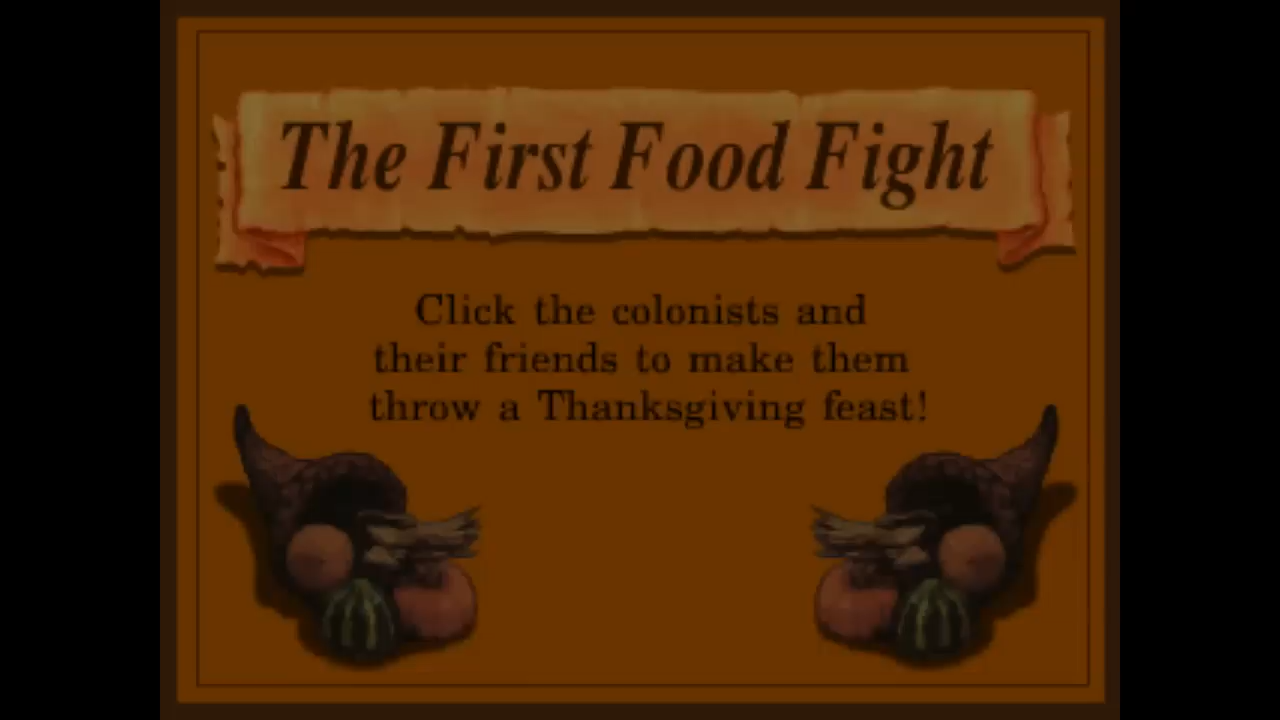 The First Food Fight
Click the colonists and
their friends to make them
throw a Thanksgiving feast!